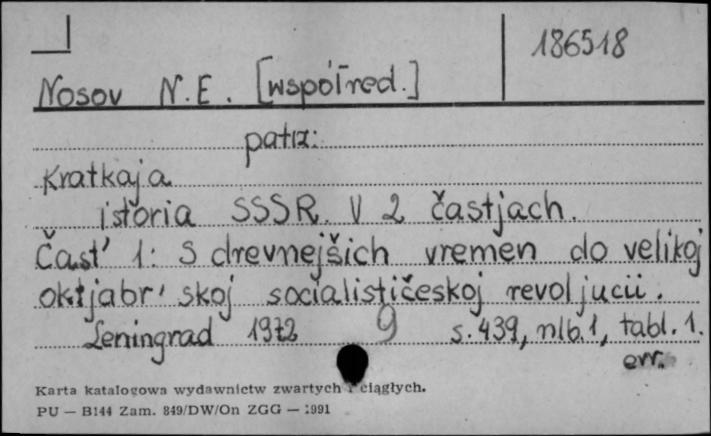 186518
Nosov N.E. [współred.]
patrz:
Kratkaja
istoria SSSR. V 2 častjach.
Čast' 1: S drevnejšich vremen do velikoj
oktjabr'skoj socialističeskoj revoljucii.
Leningrad 1972 9 s. 439, nlb. 1, tabl. 1.
err.
Karta katalogowa wydawnictw zwartych i ciągłych.
PU — B144 Zam. 849/DW/On ZGG — 1991